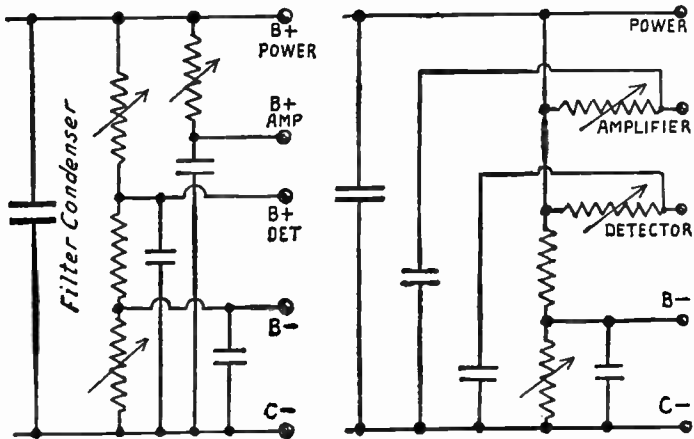 B+
POWER
B+
AMP
Filter Condenser
B+
DET
B−
C−
POWER
AMPLIFIER
DETECTOR
B−
C−